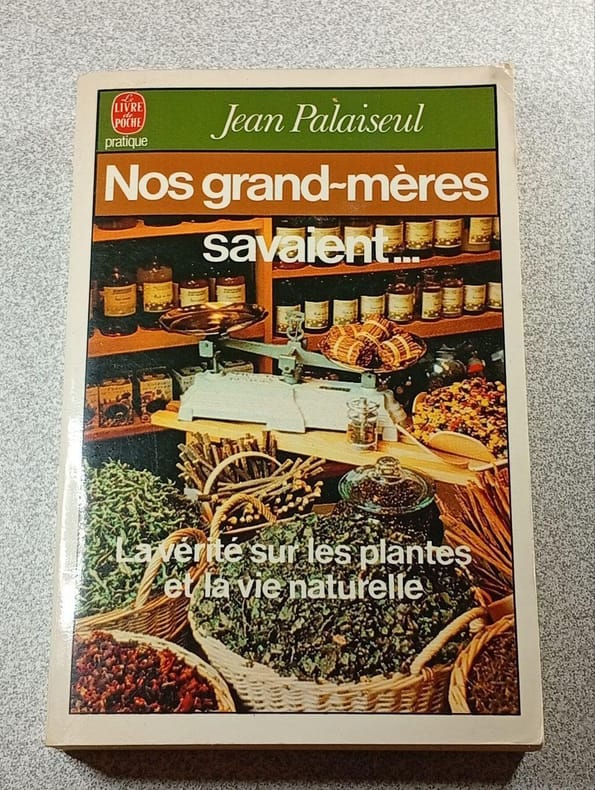 Le
LIVRE
de
POCHE
pratique
Jean Palaiseul
Nos grand-mères
savaient...
La vérité sur les plantes
et la vie naturelle